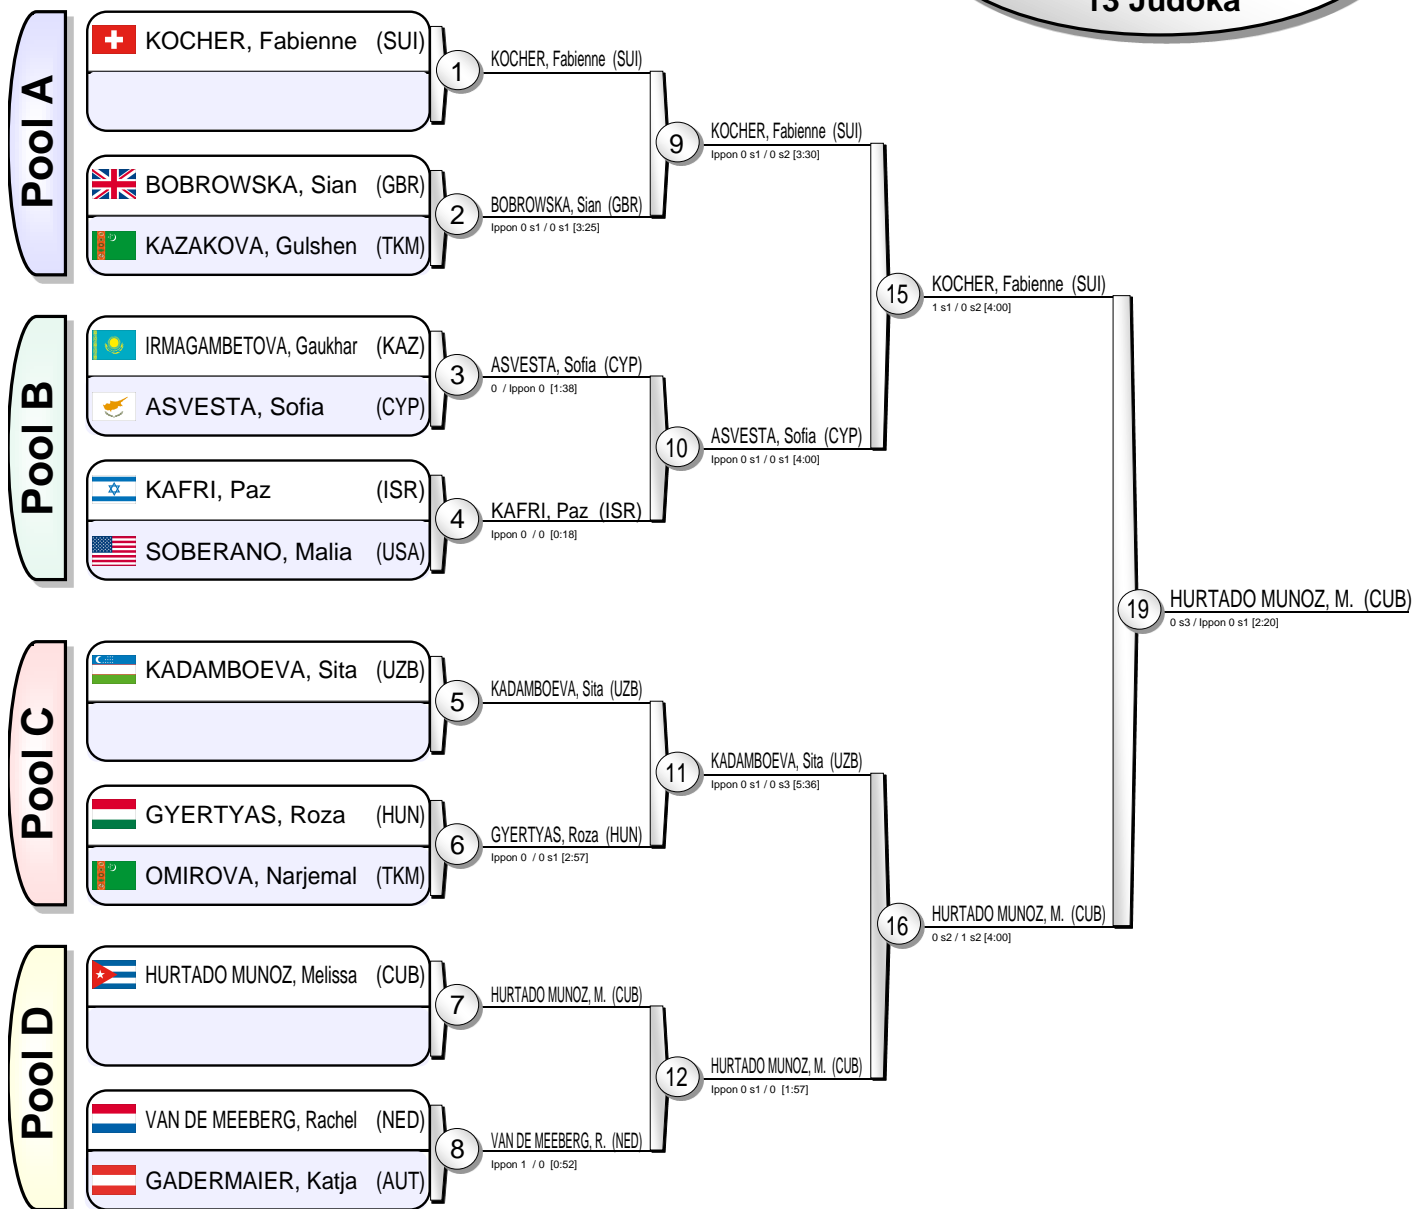 13 Judoka
Pool A
KOCHER, Fabienne (SUI)
1
KOCHER, Fabienne (SUI)
BOBROWSKA, Sian (GBR)
KAZAKOVA, Gulshen (TKM)
2
BOBROWSKA, Sian (GBR)
Ippon 0 s1 / 0 s1 [3:25]
9
KOCHER, Fabienne (SUI)
Ippon 0 s1 / 0 s2 [3:30]
Pool B
IRMAGAMBETOVA, Gaukhar (KAZ)
ASVESTA, Sofia (CYP)
3
ASVESTA, Sofia (CYP)
0 / Ippon 0 [1:38]
KAFRI, Paz (ISR)
SOBERANO, Malia (USA)
4
KAFRI, Paz (ISR)
Ippon 0 / 0 [0:18]
10
ASVESTA, Sofia (CYP)
Ippon 0 s1 / 0 s1 [4:00]
15
KOCHER, Fabienne (SUI)
1 s1 / 0 s2 [4:00]
Pool C
KADAMBOEVA, Sita (UZB)
5
KADAMBOEVA, Sita (UZB)
GYERTYAS, Roza (HUN)
OMIROVA, Narjemal (TKM)
6
GYERTYAS, Roza (HUN)
Ippon 0 / 0 s1 [2:57]
11
KADAMBOEVA, Sita (UZB)
Ippon 0 s1 / 0 s3 [5:36]
Pool D
HURTADO MUNOZ, Melissa (CUB)
7
HURTADO MUNOZ, M. (CUB)
VAN DE MEEBERG, Rachel (NED)
GADERMAIER, Katja (AUT)
8
VAN DE MEEBERG, R. (NED)
Ippon 1 / 0 [0:52]
12
HURTADO MUNOZ, M. (CUB)
Ippon 0 s1 / 0 [1:57]
16
HURTADO MUNOZ, M. (CUB)
0 s2 / 1 s2 [4:00]
19
HURTADO MUNOZ, M. (CUB)
0 s3 / Ippon 0 s1 [2:20]